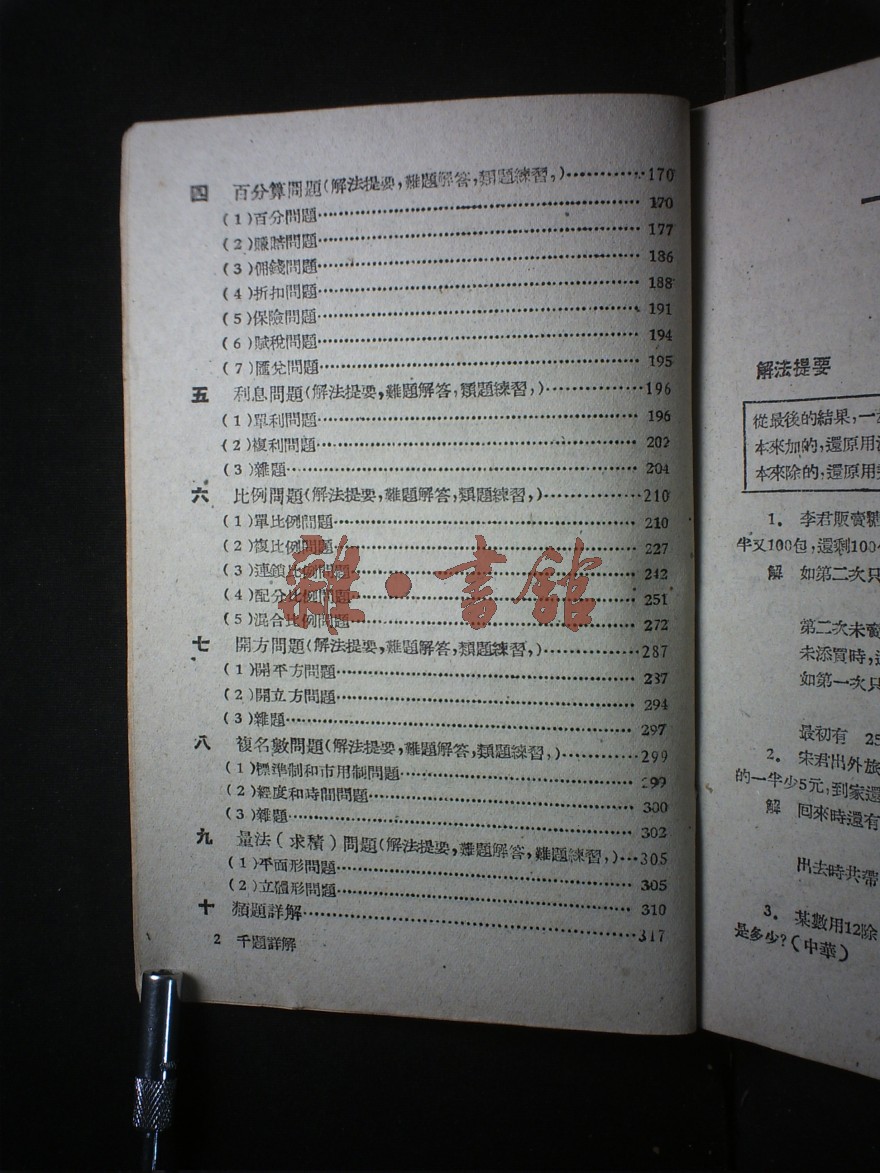 四 百分算問題(解法提要,難題解答,類題練習,)············170
(1)百分問題············170
(2)賺賠問題············177
(3)佣錢問題············186
(4)折扣問題············188
(5)保險問題············191
(6)賦稅問題············194
(7)匯兌問題············195
五 利息問題(解法提要,難題解答,類題練習,)············196
(1)單利問題············196
(2)複利問題············202
(3)雜題············204
六 比例問題(解法提要,難題解答,類題練習,)············210
(1)單比例問題············210
(2)複比例問題············227
(3)連鎖比例問題············242
(4)配分比例問題············251
(5)混合比例問題············272
七 開方問題(解法提要,難題解答,類題練習,)············287
(1)開平方問題············287
(2)開立方問題············294
(3)雜題············297
八 複名數問題(解法提要,難題解答,類題練習,)············299
(1)標準制和市用制問題············299
(2)經度和時間問題············300
(3)雜題············302
九 量法(求積)問題(解法提要,難題解答,難題練習,)···305
(1)平面形問題············305
(2)立體形問題············310
十 類題詳解············317
2 千題詳解
雜·書館
解法提要
從最後的結果,一
本來加的,還原用
本來除的,還原用
1. 李君販賣糖
半又100包,還剩100
解 如第二次只
第二次未賣
未添買時,
如第一次只
最初有 25
2. 宋君出外旅
的一半少5元,到家還
解 回來時還有
出去時共帶
3. 某數用12除
是多少?(中華)